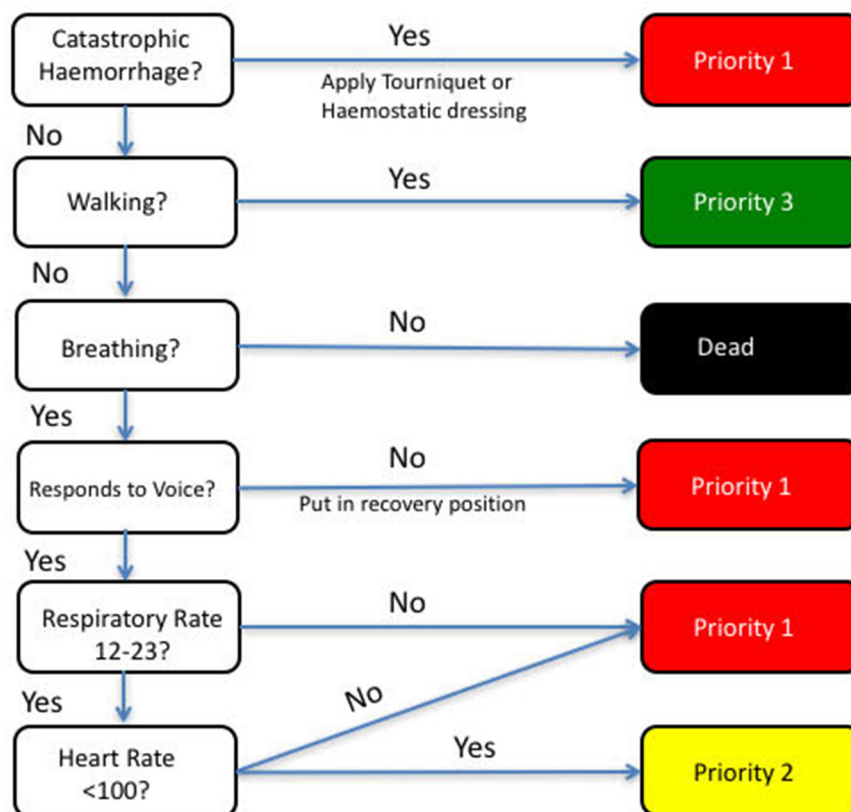 Catastrophic
Haemorrhage?
Yes
Apply Tourniquet or
Haemostatic dressing
Priority 1
No
Walking?
Yes
Priority 3
No
Breathing?
No
Dead
Yes
Responds to Voice?
No
Put in recovery position
Priority 1
Yes
Respiratory Rate
12-23?
No
Priority 1
Yes
No
Heart Rate
<100?
Yes
Priority 2